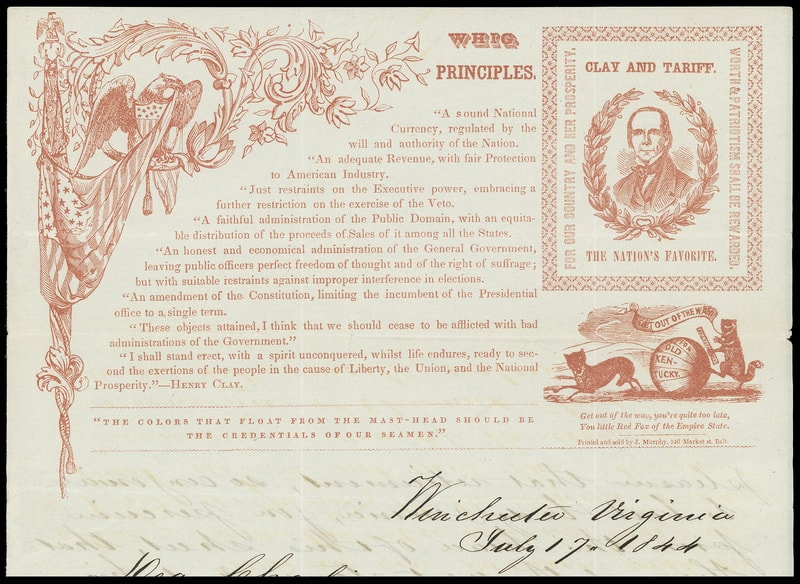 WHIG
PRINCIPLES.
"A sound National
Currency, regulated by the
will and authority of the Nation.
"An adequate Revenue, with fair Protection
to American Industry.
"Just restraints on the Executive power, embracing a
further restriction on the exercise of the Veto.
"A faithful administration of the Public Domain, with an equita-
ble distribution of the proceeds of Sales of it among all the States.
"An honest and economical administration of the General Government,
leaving public officers perfect freedom of thought and of the right of suffrage;
but with suitable restraints against improper interference in elections.
"An amendment of the Constitution, limiting the incumbent of the Presidential
office to a single term.
"These objects attained, I think that we should cease to be afflicted with bad
administrations of the Government."
"I shall stand erect, with a spirit unconquered, whilst life endures, ready to sec-
ond the exertions of the people in the cause of Liberty, the Union, and the National
Prosperity."—HENRY CLAY.
"THE COLORS THAT FLOAT FROM THE MAST-HEAD SHOULD BE
THE CREDENTIALS OF OUR SEAMEN."
FOR OUR COUNTRY AND HER PROSPERITY.
CLAY AND TARIFF.
WORTH & PATRIOTISM SHALL BE REWARDED.
THE NATION'S FAVORITE.
GET OUT OF THE WAY
OLD
KEN-
TUCKY.
Get out of the way, you're quite too late,
You little Red Fox of the Empire State.
Printed and sold by J. Murphy, 146 Market st. Balt.
Winchester Virginia
July 17. 1844